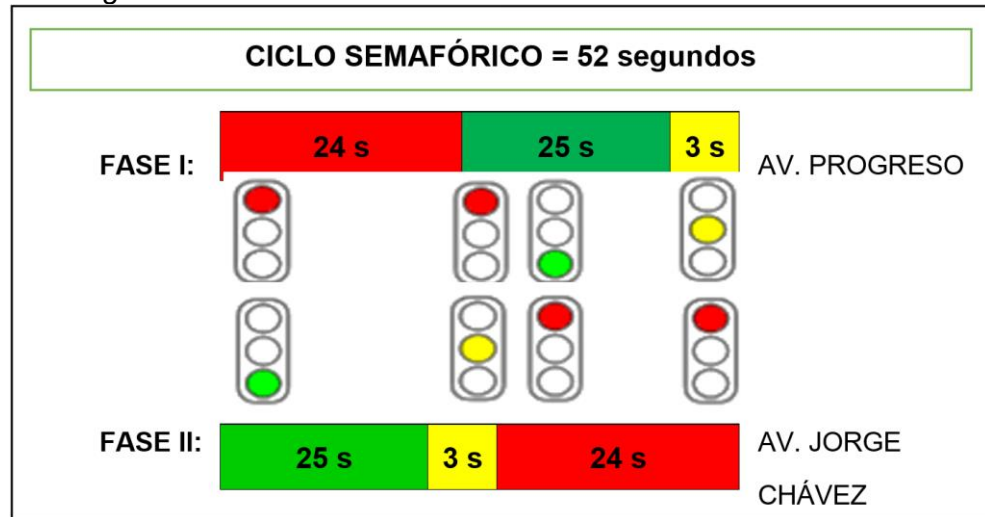 CICLO SEMAFÓRICO = 52 segundos
FASE I:
24 s
25 s
3 s
AV. PROGRESO
FASE II:
25 s
3 s
24 s
AV. JORGE
CHÁVEZ